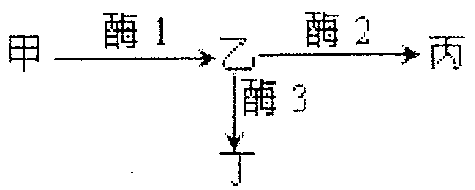 酶 1 酶 2
甲 乙 丙
酶 3
丁